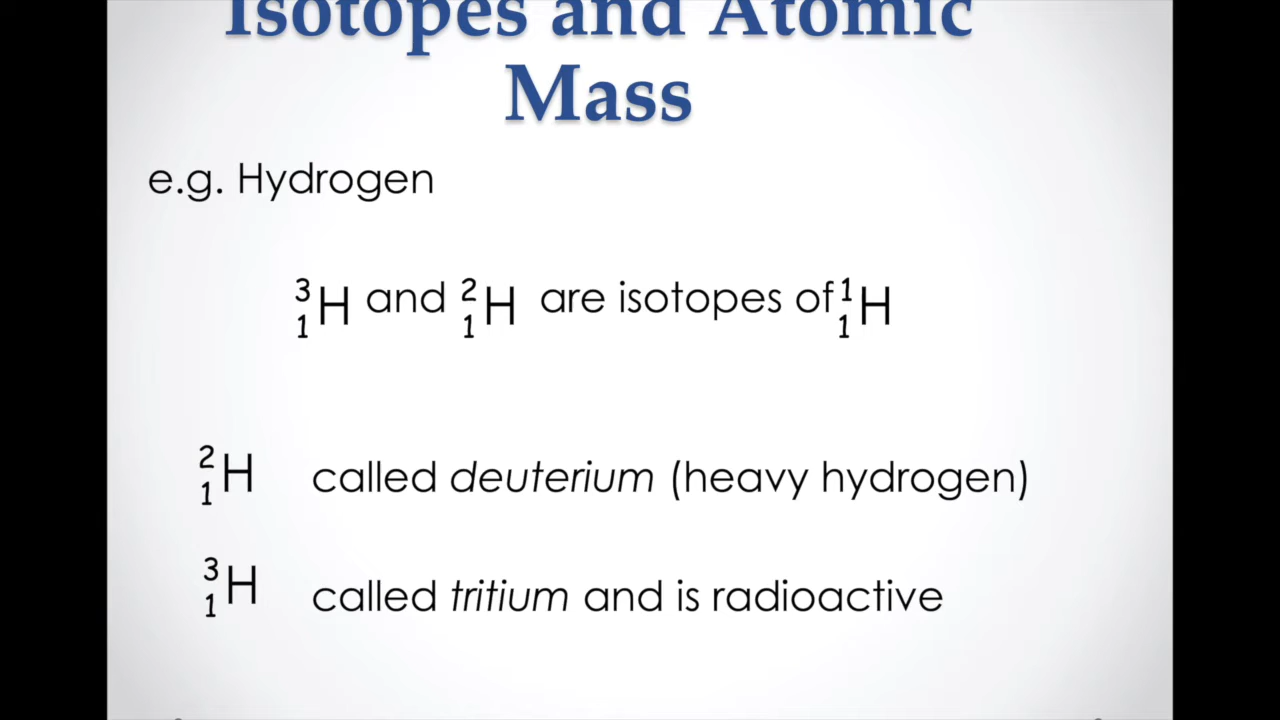 Isotopes and Atomic
Mass
e.g. Hydrogen
³₁H and ²₁H are isotopes of ¹₁H
²₁H called deuterium (heavy hydrogen)
³₁H called tritium and is radioactive